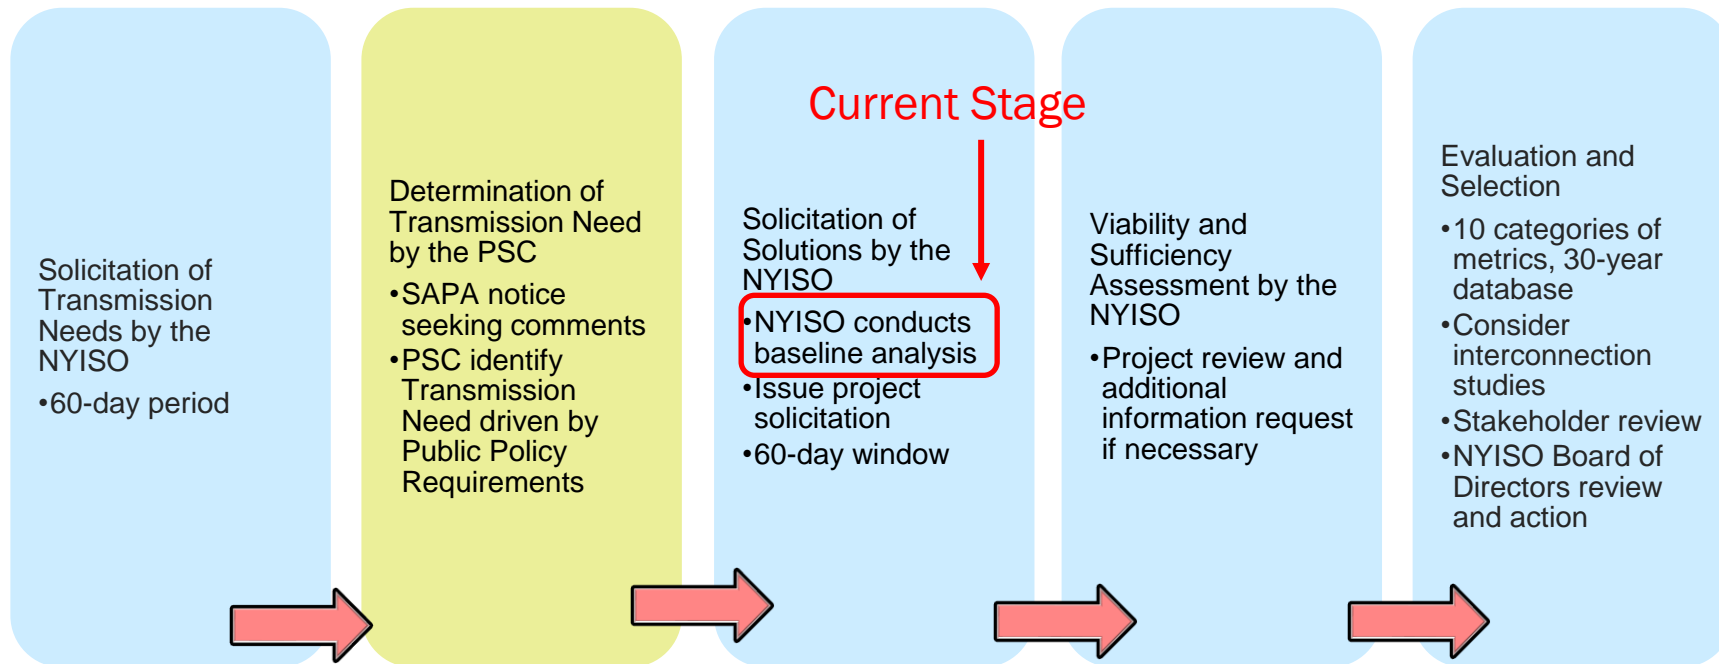 Solicitation of
Transmission
Needs by the
NYISO
•60-day period
Determination of
Transmission Need
by the PSC
•SAPA notice
seeking comments
•PSC identify
Transmission
Need driven by
Public Policy
Requirements
Current Stage
Solicitation of
Solutions by the
NYISO
•NYISO conducts
baseline analysis
•Issue project
solicitation
•60-day window
Viability and
Sufficiency
Assessment by the
NYISO
•Project review and
additional
information request
if necessary
Evaluation and
Selection
•10 categories of
metrics, 30-year
database
•Consider
interconnection
studies
•Stakeholder review
•NYISO Board of
Directors review
and action